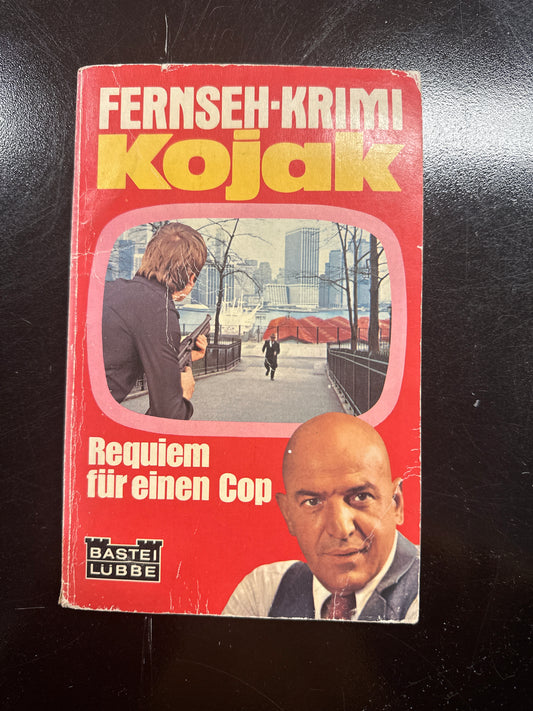 FERNSEH-KRIMI
Kojak
Requiem
für einen Cop
BASTEI
LÜBBE